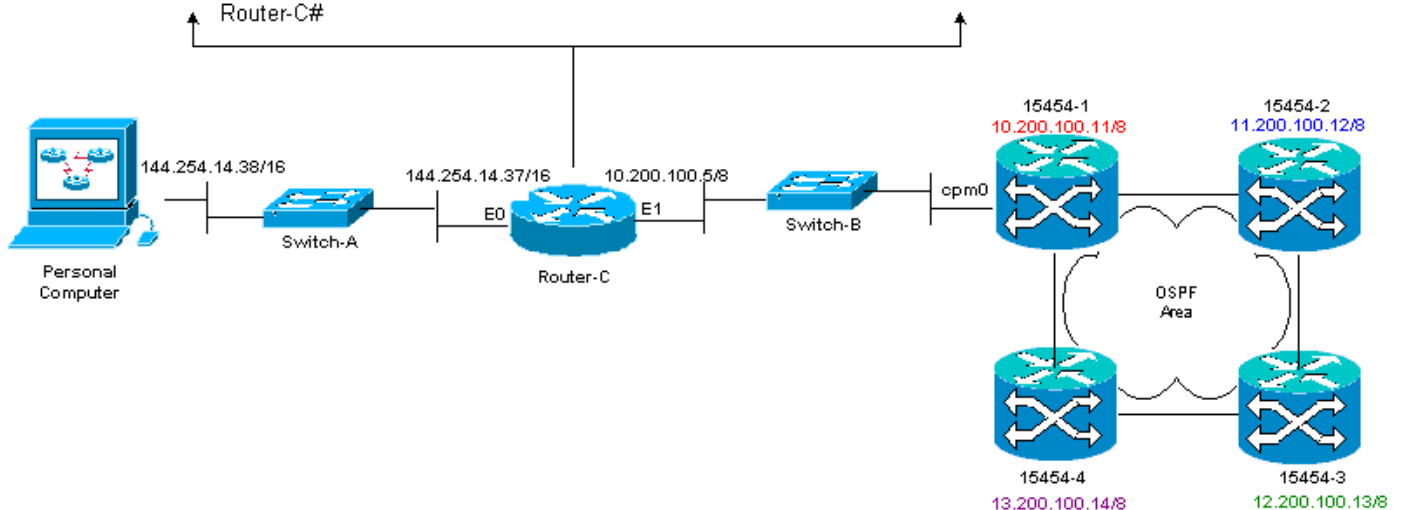 Router-C#
15454-1
10.200.100.11/8
15454-2
11.200.100.12/8
144.254.14.38/16
144.254.14.37/16
10.200.100.5/8
cpm0
E0
E1
Switch-A
Switch-B
Router-C
Personal
Computer
OSPF
Area
15454-4
13.200.100.14/8
15454-3
12.200.100.13/8